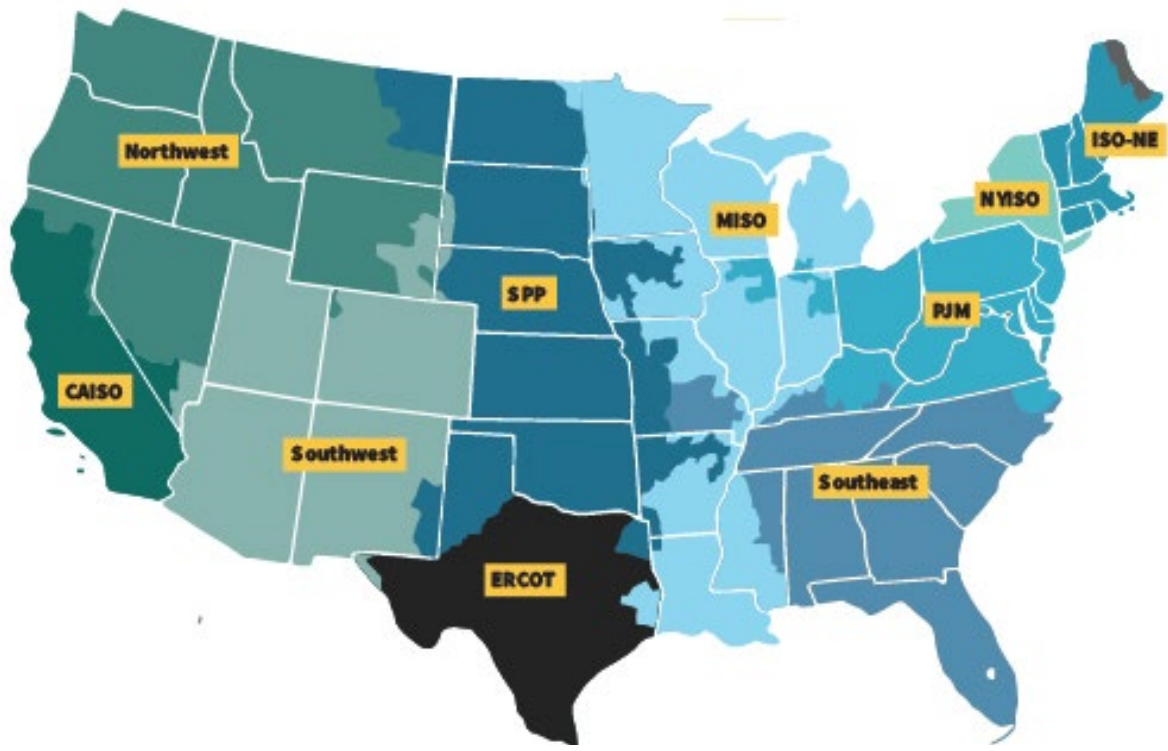 Northwest
ISO-NE
NYISO
MISO
SPP
PJM
CAISO
Southwest
Southeast
ERCOT